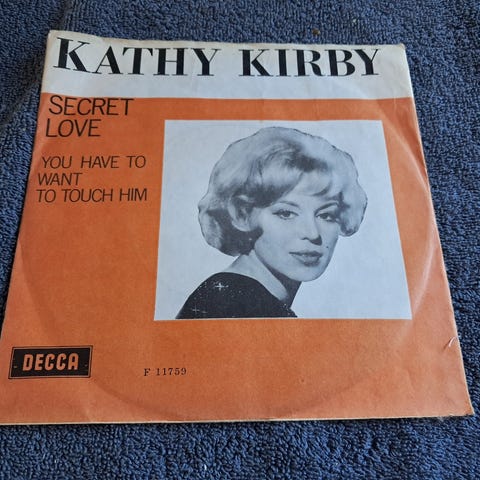 KATHY KIRBY
SECRET
LOVE
YOU HAVE TO
WANT
TO TOUCH HIM
DECCA
F 11759